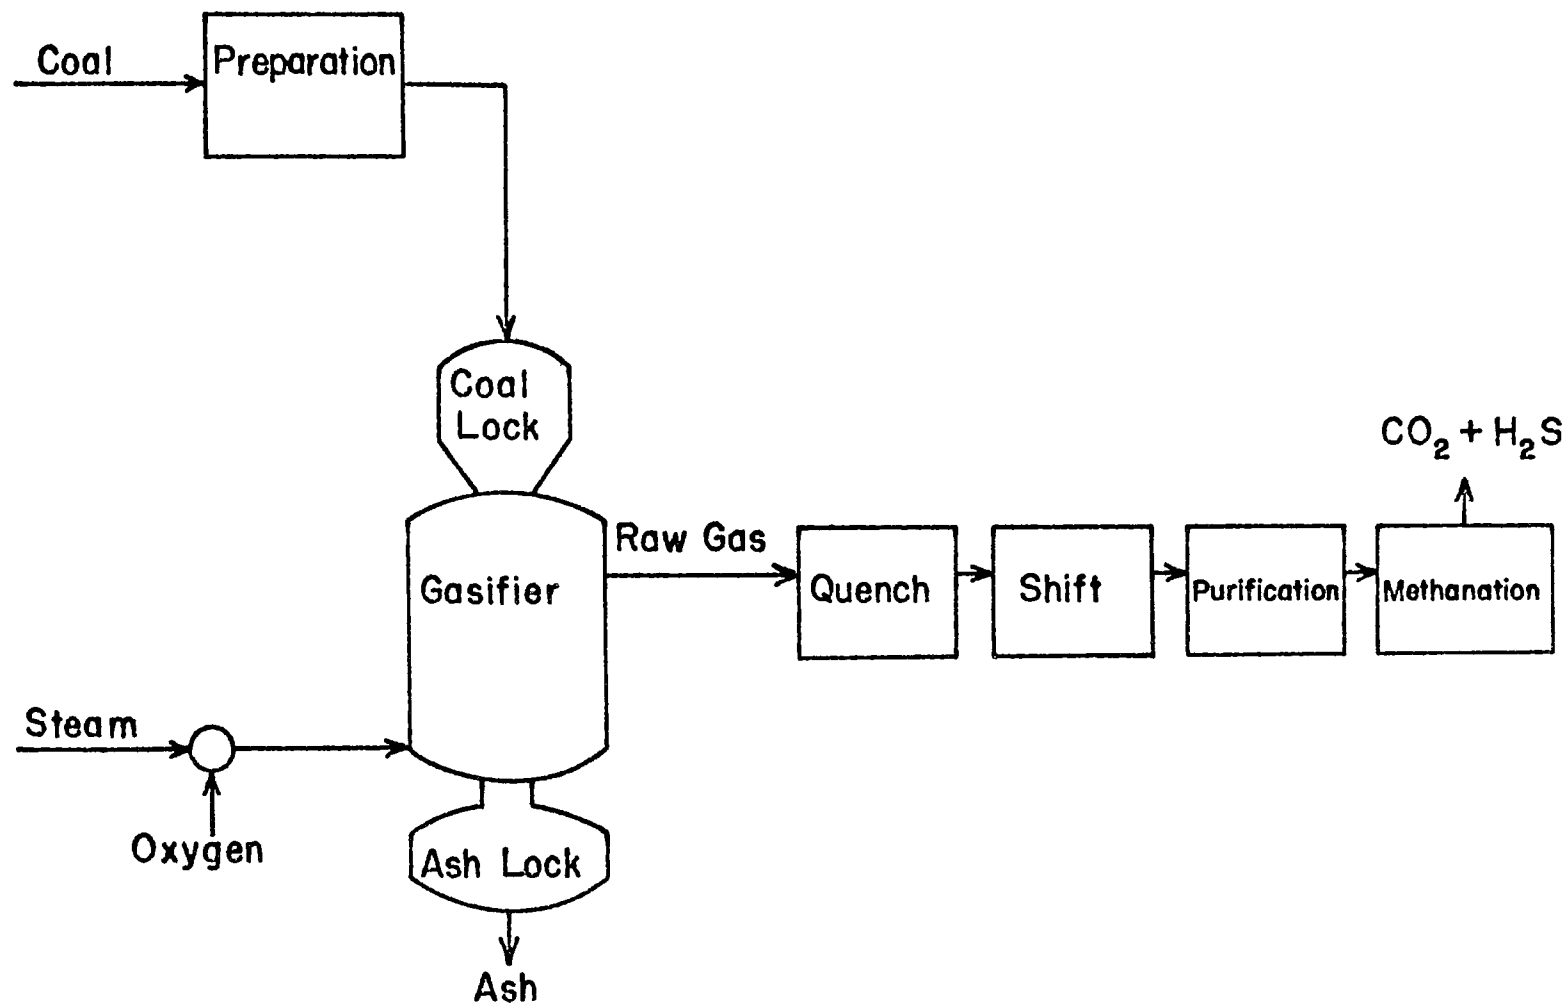 Coal
Preparation
Coal
Lock
CO₂ + H₂S
Raw Gas
Gasifier
Quench
Shift
Purification
Methanation
Steam
Oxygen
Ash Lock
Ash